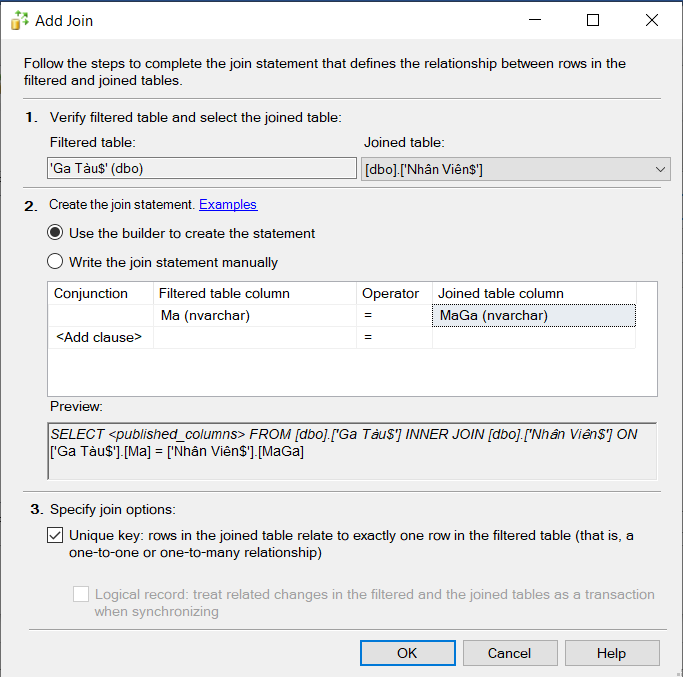 Add Join
Follow the steps to complete the join statement that defines the relationship between rows in the
filtered and joined tables.
1. Verify filtered table and select the joined table:
Filtered table:
Joined table:
'Ga Tàu$' (dbo)
[dbo].['Nhân Viên$']
2. Create the join statement. Examples
Use the builder to create the statement
Write the join statement manually
Conjunction Filtered table column Operator Joined table column
Ma (nvarchar) = MaGa (nvarchar)
<Add clause> =
Preview:
SELECT <published_columns> FROM [dbo].['Ga Tàu$'] INNER JOIN [dbo].['Nhân Viên$'] ON
['Ga Tàu$'].[Ma] = ['Nhân Viên$'].[MaGa]
3. Specify join options:
Unique key: rows in the joined table relate to exactly one row in the filtered table (that is, a
one-to-one or one-to-many relationship)
Logical record: treat related changes in the filtered and the joined tables as a transaction
when synchronizing
OK Cancel Help